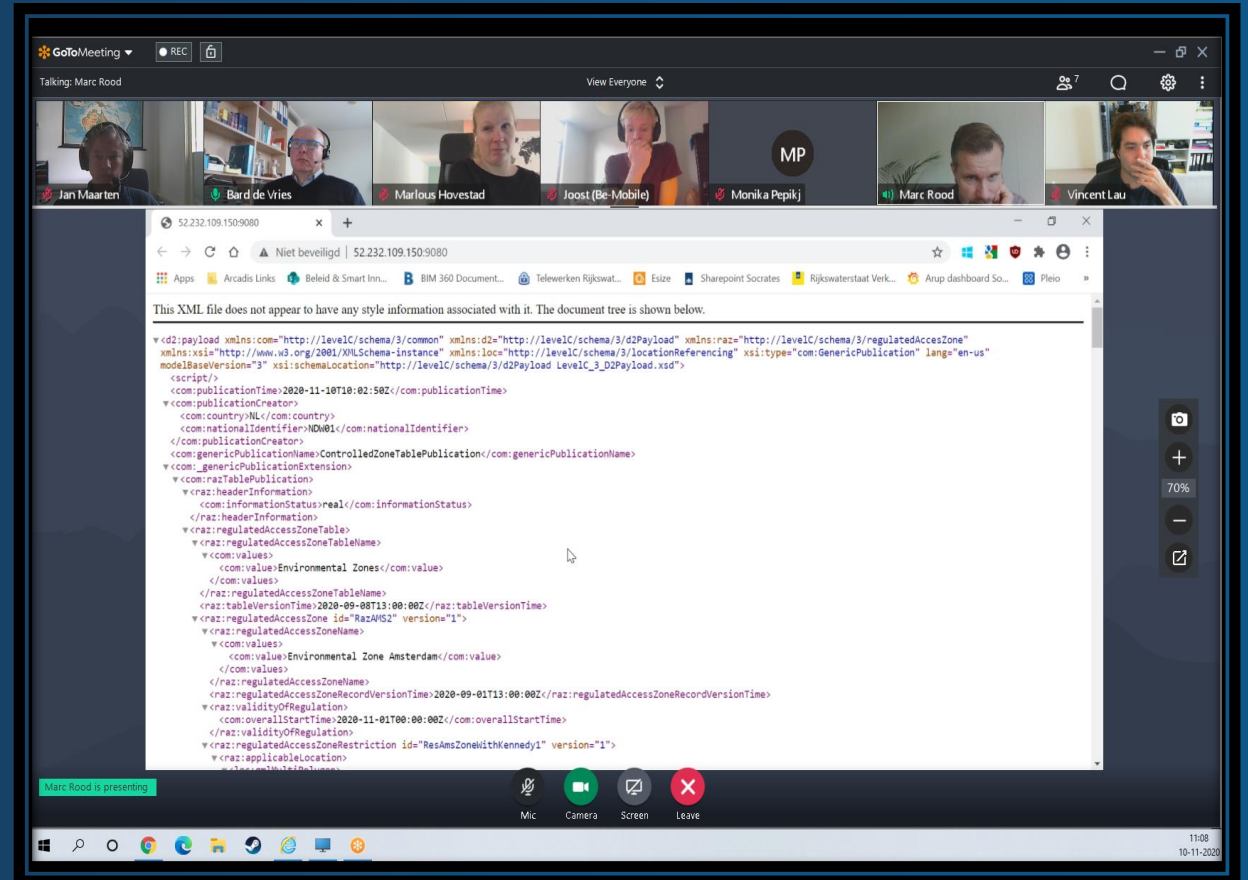 GoToMeeting
REC
Talking: Marc Rood
View Everyone
7
MP
Jan Maarten
Bard de Vries
Marlous Hovestad
Joost (Be-Mobile)
Monika Pepikj
Marc Rood
Vincent Lau
52.232.109.150:9080
Niet beveiligd | 52.232.109.150:9080
Apps Arcadis Links Beleid & Smart Inn... BIM 360 Document... Telewerken Rijkswat... Esize Sharepoint Socrates Rijkswaterstaat Verk... Arup dashboard So... Pleio »
This XML file does not appear to have any style information associated with it. The document tree is shown below.
▼<d2:payload xmlns:com="http://levelC/schema/3/common" xmlns:d2="http://levelC/schema/3/d2Payload" xmlns:raz="http://levelC/schema/3/regulatedAccesZone"
xmlns:xsi="http://www.w3.org/2001/XMLSchema-instance" xmlns:loc="http://levelC/schema/3/locationReferencing" xsi:type="com:GenericPublication" lang="en-us"
modelBaseVersion="3" xsi:schemaLocation="http://levelC/schema/3/d2Payload LevelC_3_D2Payload.xsd">
<script/>
<com:publicationTime>2020-11-10T10:02:50Z</com:publicationTime>
▼<com:publicationCreator>
<com:country>NL</com:country>
<com:nationalIdentifier>NDW01</com:nationalIdentifier>
</com:publicationCreator>
<com:genericPublicationName>ControlledZoneTablePublication</com:genericPublicationName>
▼<com:_genericPublicationExtension>
▼<com:razTablePublication>
▼<raz:headerInformation>
<com:informationStatus>real</com:informationStatus>
</raz:headerInformation>
▼<raz:regulatedAccessZoneTable>
▼<raz:regulatedAccessZoneTableName>
▼<com:values>
<com:value>Environmental Zones</com:value>
</com:values>
</raz:regulatedAccessZoneTableName>
<raz:tableVersionTime>2020-09-08T13:00:00Z</raz:tableVersionTime>
▼<raz:regulatedAccessZone id="RazAMS2" version="1">
▼<raz:regulatedAccessZoneName>
▼<com:values>
<com:value>Environmental Zone Amsterdam</com:value>
</com:values>
</raz:regulatedAccessZoneName>
<raz:regulatedAccessZoneRecordVersionTime>2020-09-01T13:00:00Z</raz:regulatedAccessZoneRecordVersionTime>
▼<raz:validityOfRegulation>
<com:overallStartTime>2020-11-01T00:00:00Z</com:overallStartTime>
</raz:validityOfRegulation>
▼<raz:regulatedAccessZoneRestriction id="ResAmsZoneWithKennedy1" version="1">
▼<raz:applicableLocation>
▼<loc:gmlMultiPolygon>
70%
Marc Rood is presenting
Mic
Camera
Screen
Leave
11:08
10-11-2020